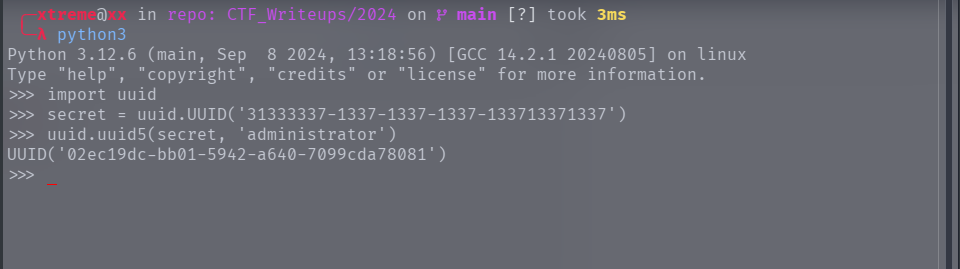 xtreme@xx in repo: CTF_Writeups/2024 on main [?] took 3ms
λ python3
Python 3.12.6 (main, Sep  8 2024, 13:18:56) [GCC 14.2.1 20240805] on linux
Type "help", "copyright", "credits" or "license" for more information.
>>> import uuid
>>> secret = uuid.UUID('31333337-1337-1337-1337-133713371337')
>>> uuid.uuid5(secret, 'administrator')
UUID('02ec19dc-bb01-5942-a640-7099cda78081')
>>> _